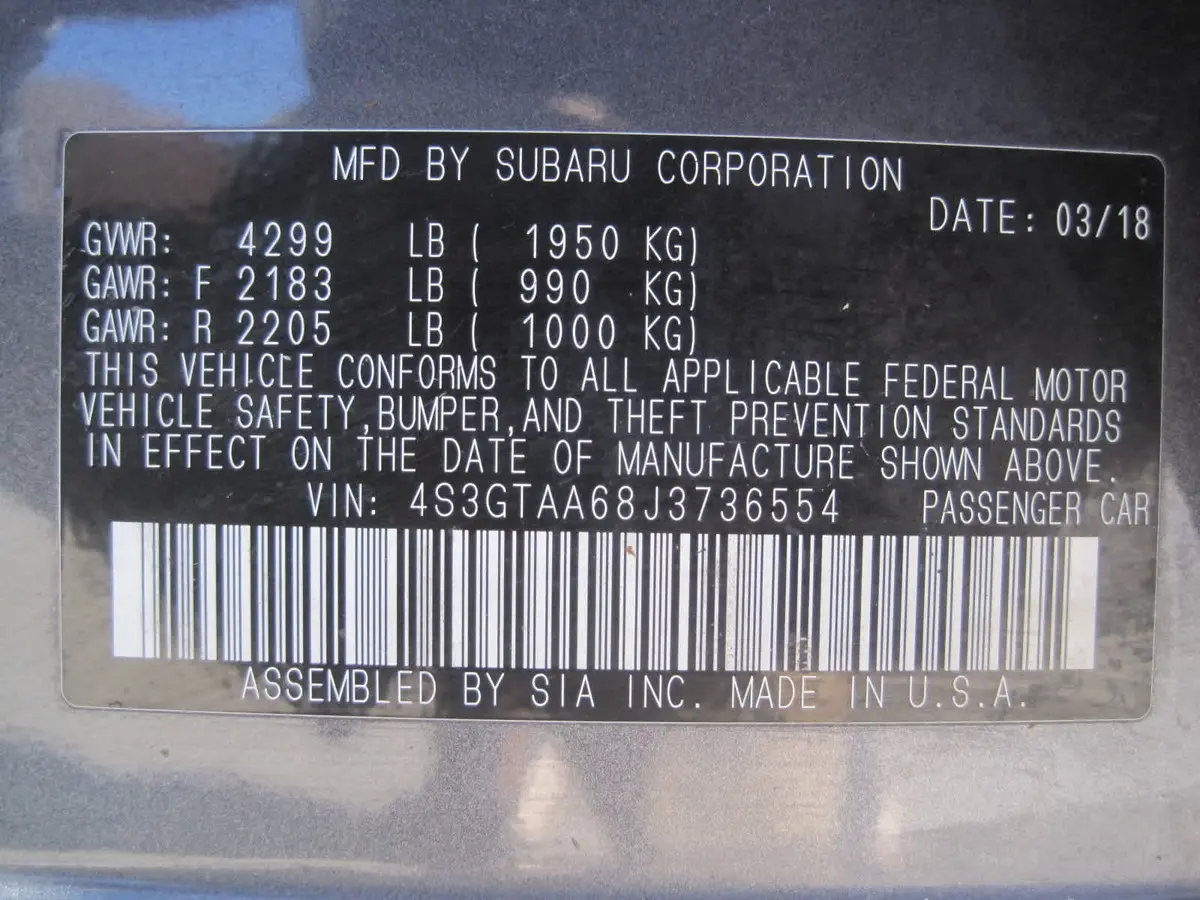 MFD BY SUBARU CORPORATION
DATE: 03/18
GVWR: 4299 LB ( 1950 KG)
GAWR: F 2183 LB ( 990 KG)
GAWR: R 2205 LB ( 1000 KG)
THIS VEHICLE CONFORMS TO ALL APPLICABLE FEDERAL MOTOR
VEHICLE SAFETY,BUMPER,AND THEFT PREVENTION STANDARDS
IN EFFECT ON THE DATE OF MANUFACTURE SHOWN ABOVE.
VIN: 4S3GTAA68J3736554 PASSENGER CAR
ASSEMBLED BY SIA INC. MADE IN U.S.A.